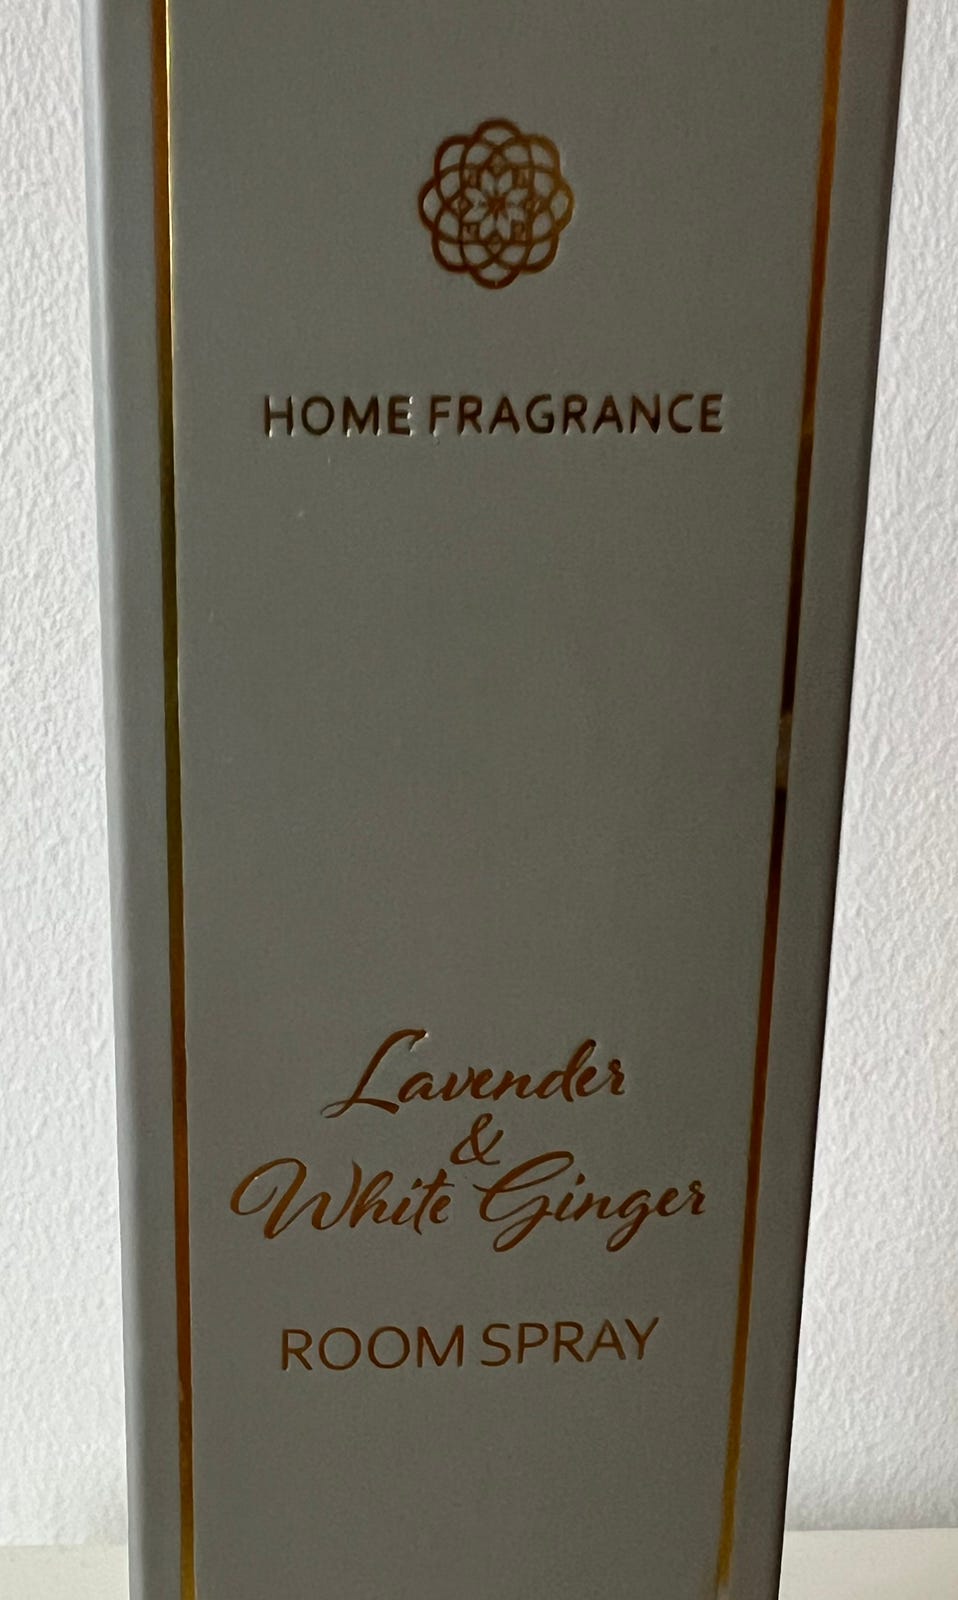 HOME FRAGRANCE
Lavender
&
White Ginger
ROOM SPRAY